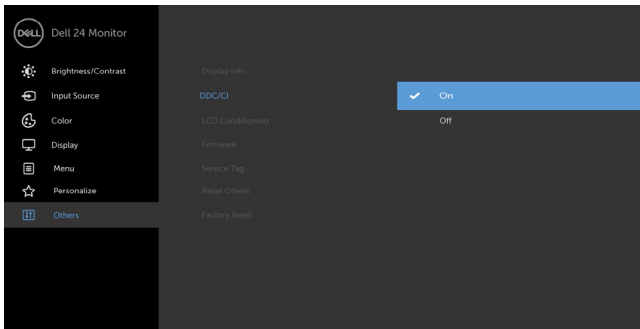 DELL Dell 24 Monitor
Brightness/Contrast
Input Source
Color
Display
Menu
Personalize
Others
Display Info
DDC/CI
LCD Conditioning
Firmware
Service Tag
Reset Others
Factory Reset
On
Off